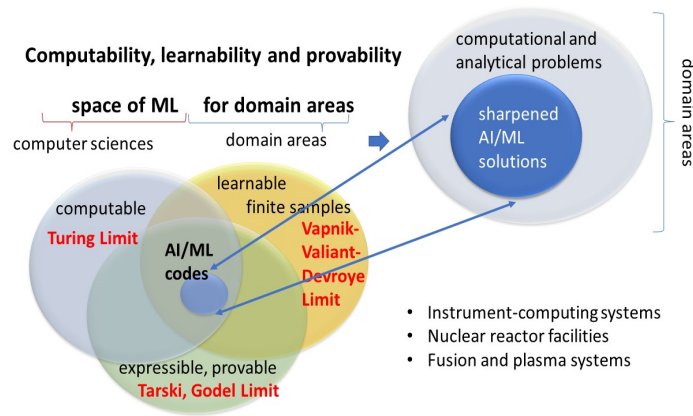 Computability, learnability and provability
space of ML for domain areas
computer sciences
domain areas
computational and
analytical problems
sharpened
AI/ML
solutions
domain areas
learnable
finite samples
Vapnik-
Valiant-
Devroye
Limit
computable
Turing Limit
AI/ML
codes
expressible, provable
Tarski, Godel Limit
• Instrument-computing systems
• Nuclear reactor facilities
• Fusion and plasma systems